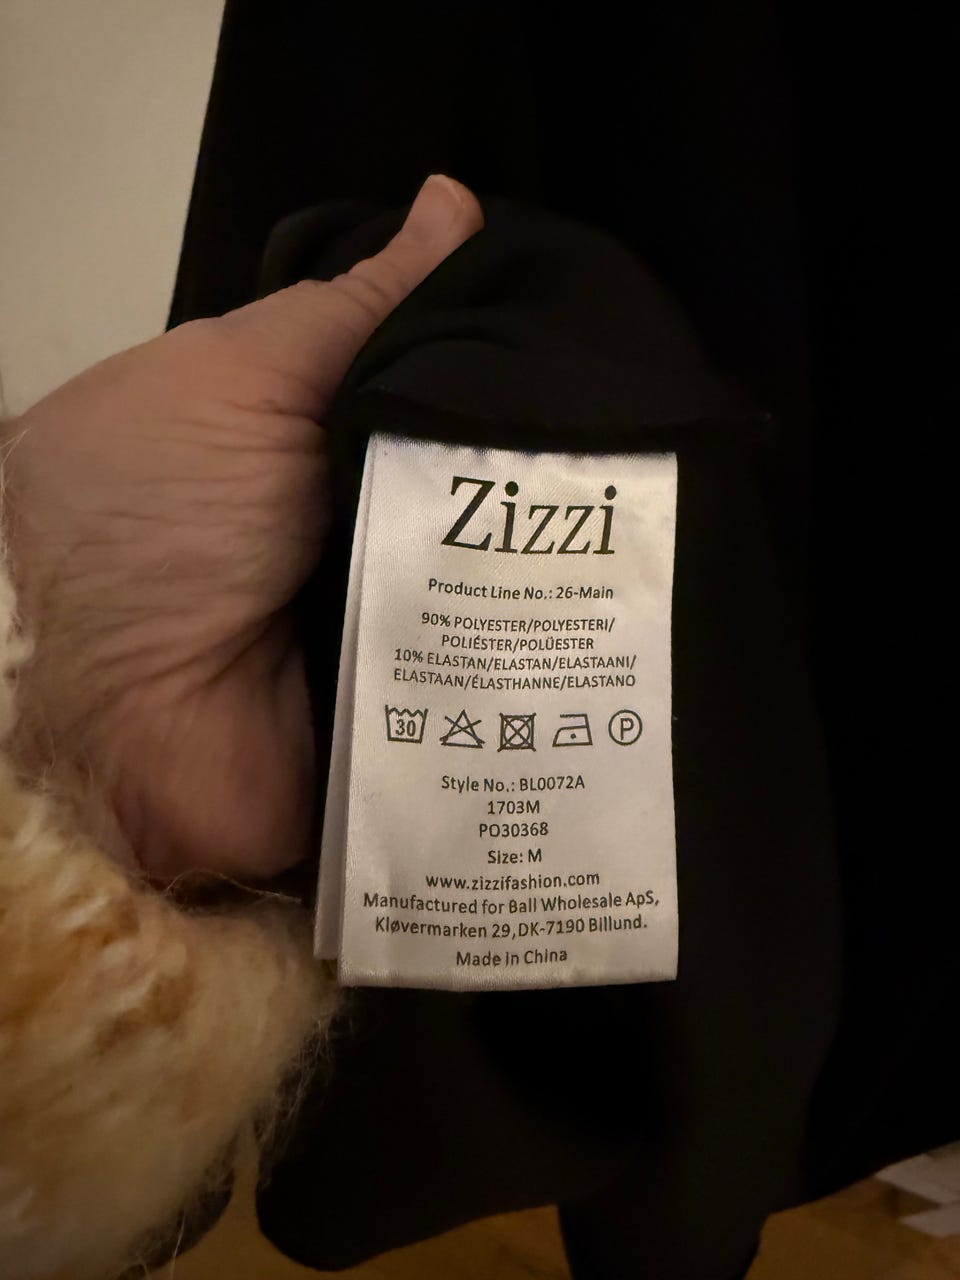 Zizzi
Product Line No.: 26-Main
90% POLYESTER/POLYESTERI/
POLIÉSTER/POLÜESTER
10% ELASTAN/ELASTAN/ELASTAANI/
ELASTAAN/ÉLASTHANNE/ELASTANO
30
P
Style No.: BL0072A
1703M
PO30368
Size: M
www.zizzifashion.com
Manufactured for Ball Wholesale ApS,
Kløvermarken 29, DK-7190 Billund.
Made in China